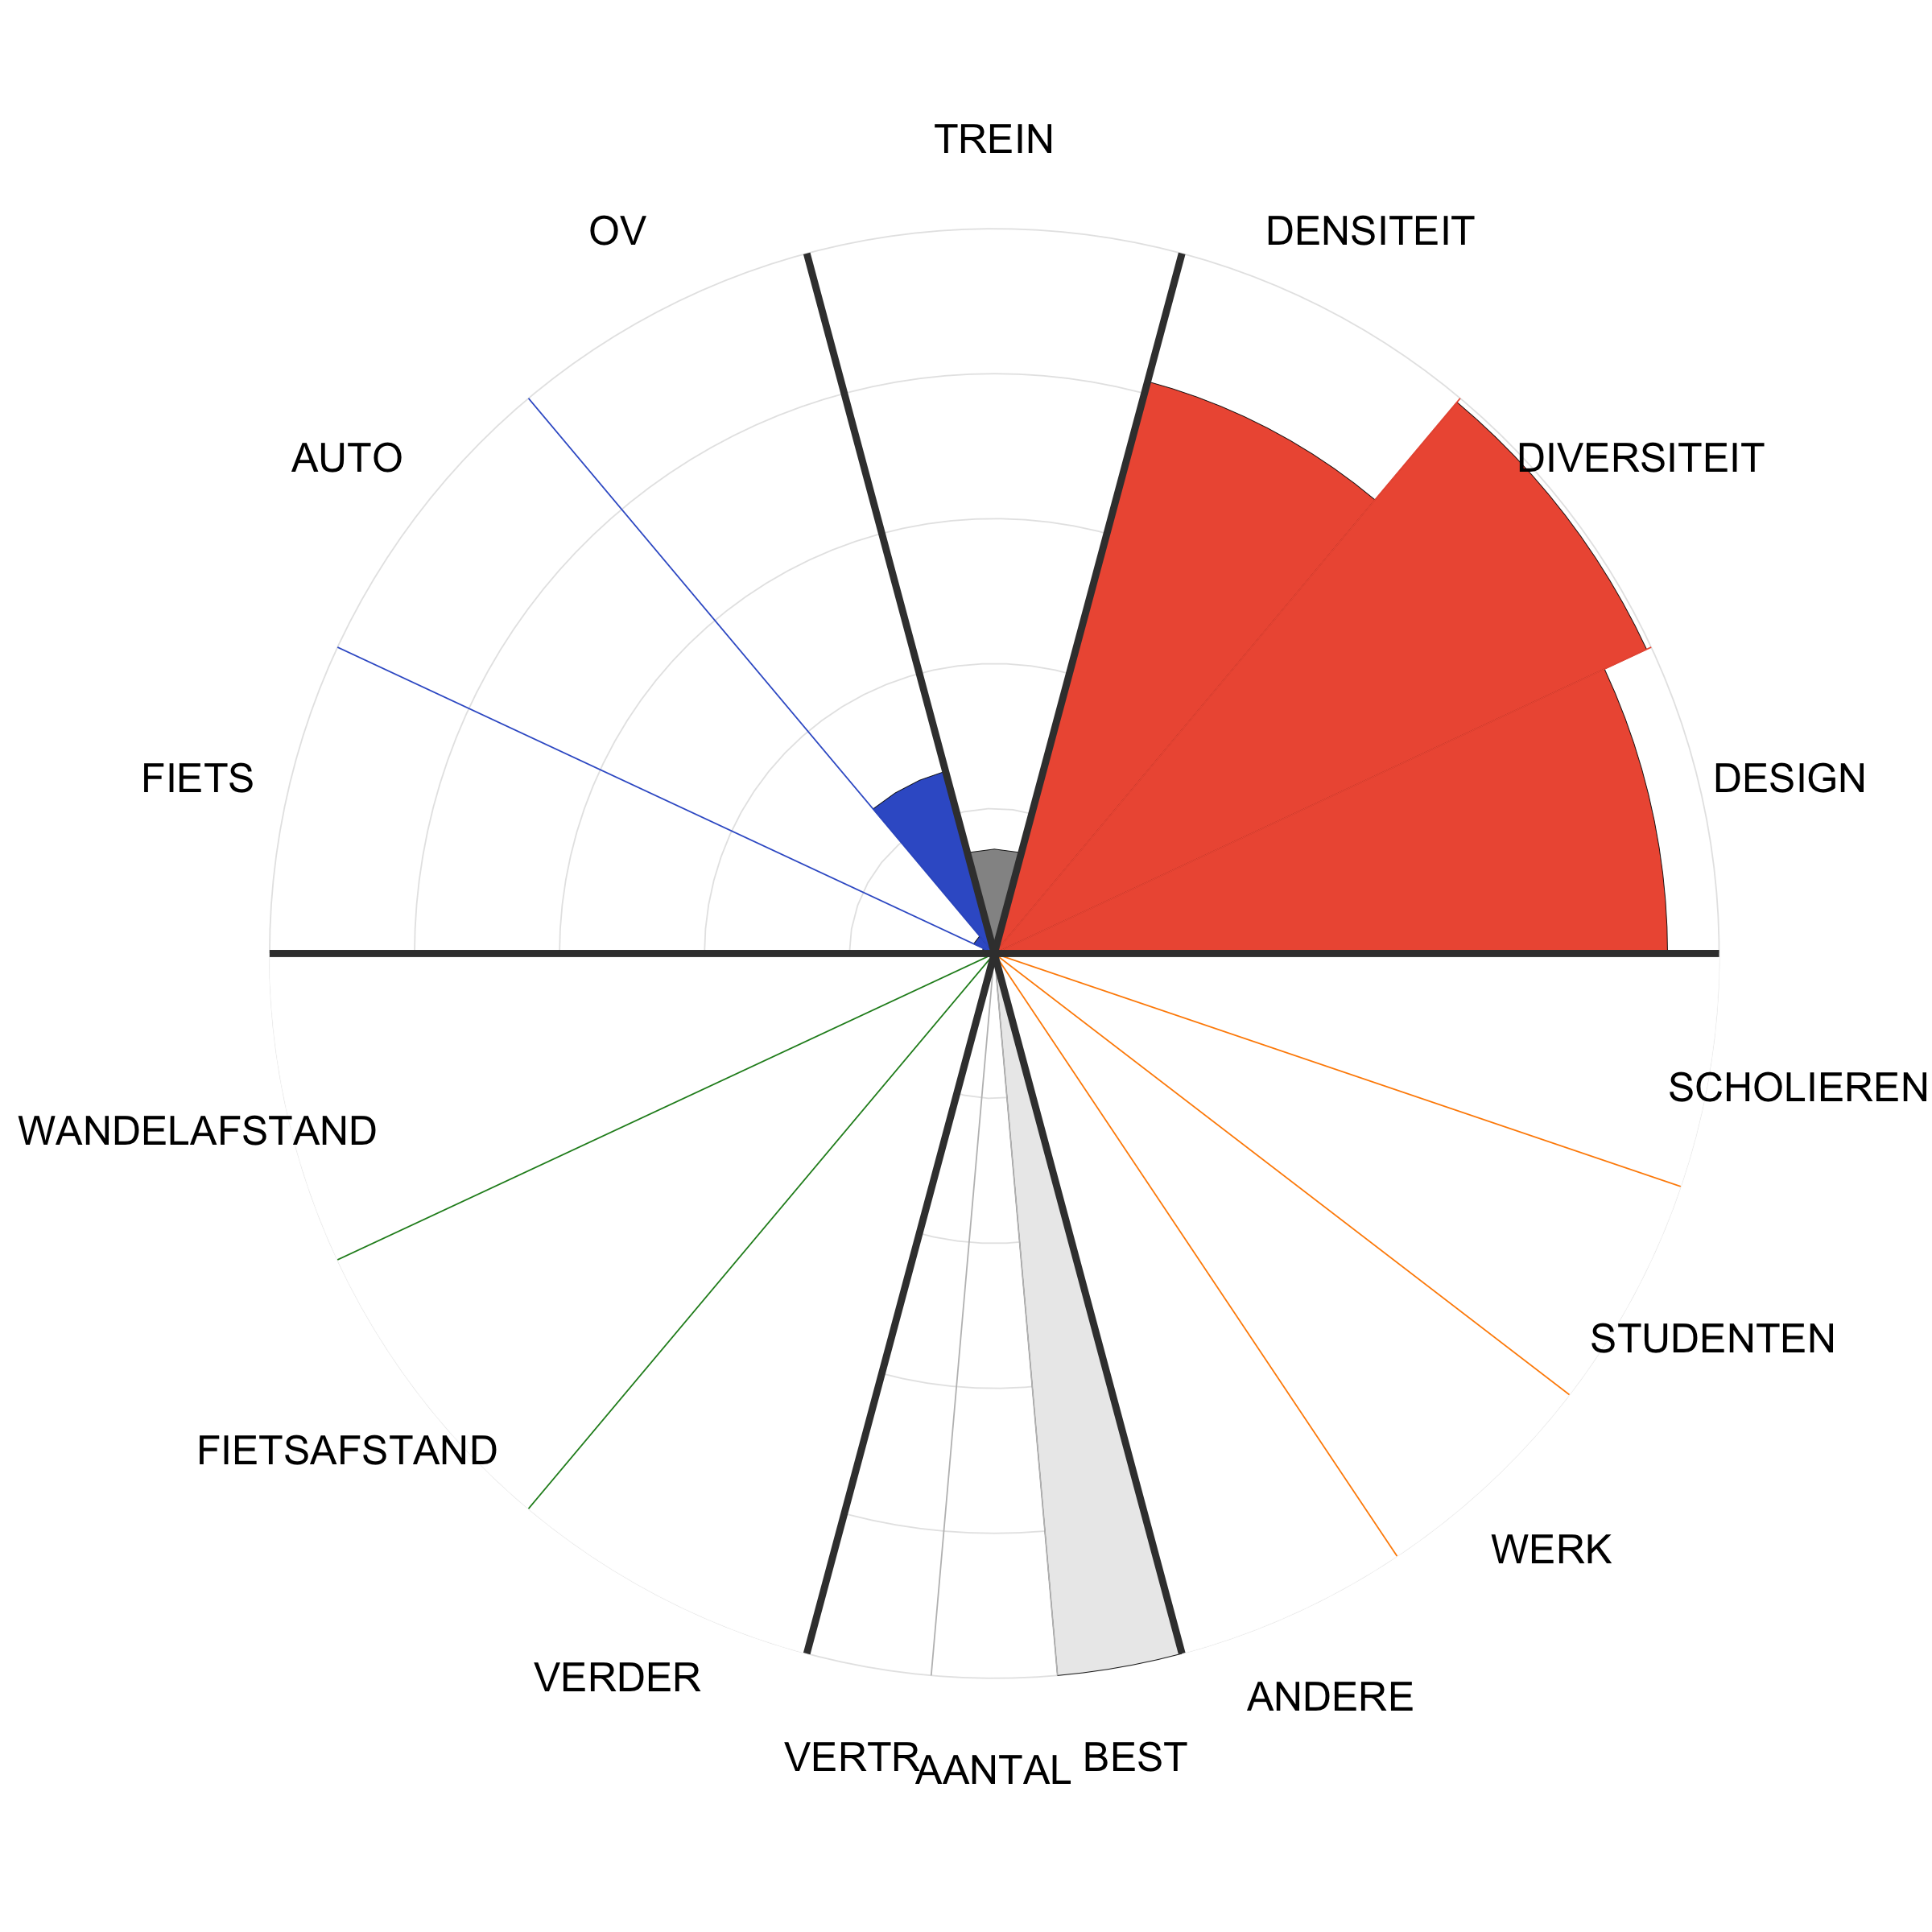 TREIN
OV
DENSITEIT
AUTO
DIVERSITEIT
FIETS
DESIGN
WANDELAFSTAND
SCHOLIEREN
FIETSAFSTAND
STUDENTEN
WERK
VERDER
ANDERE
VERTR
AANTAL
BEST